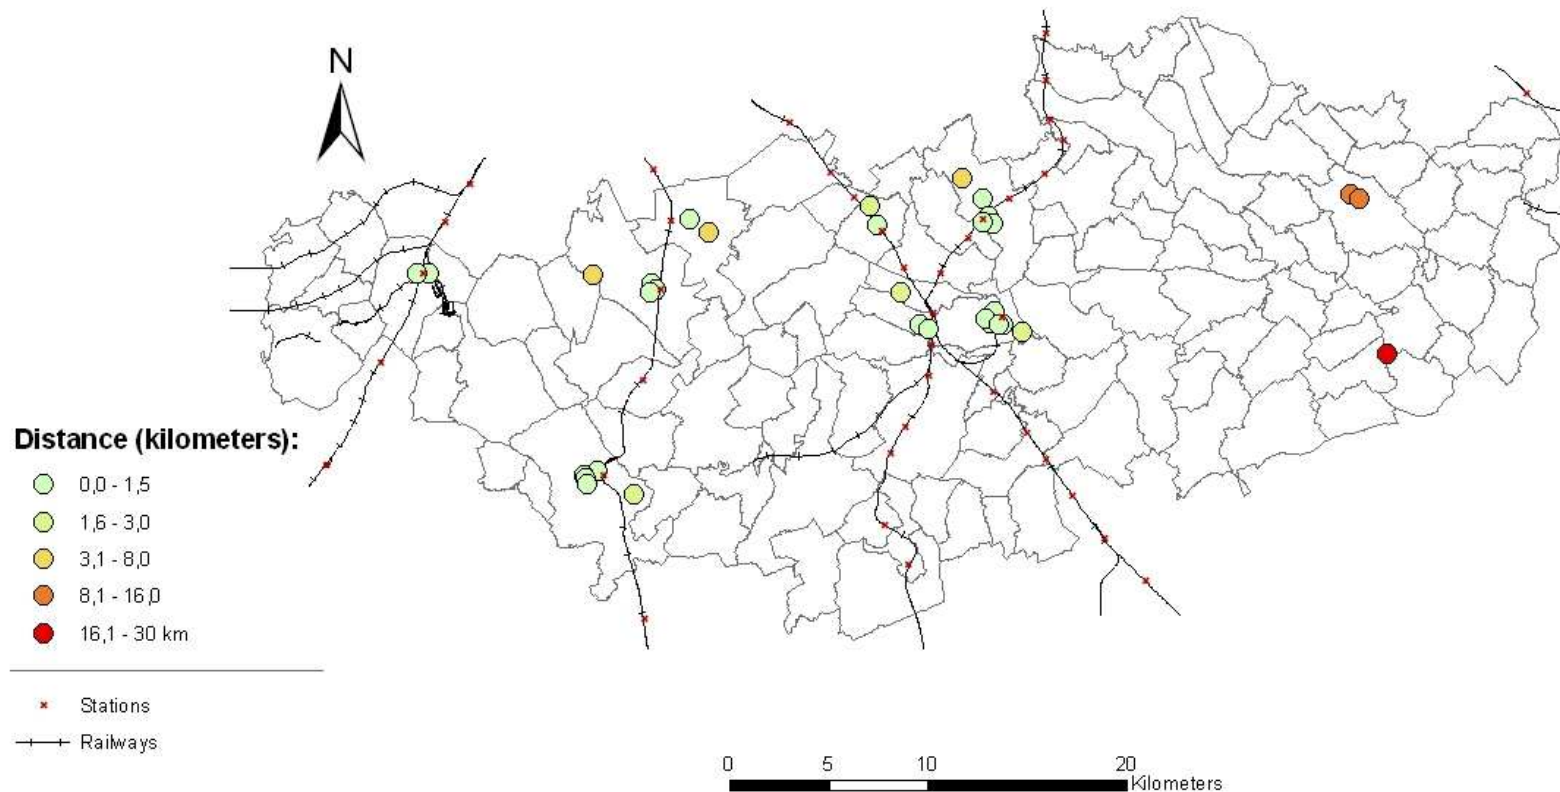 N
Distance (kilometers):
0,0 - 1,5
1,6 - 3,0
3,1 - 8,0
8,1 - 16,0
16,1 - 30 km
Stations
Railways
0 5 10 20
Kilometers